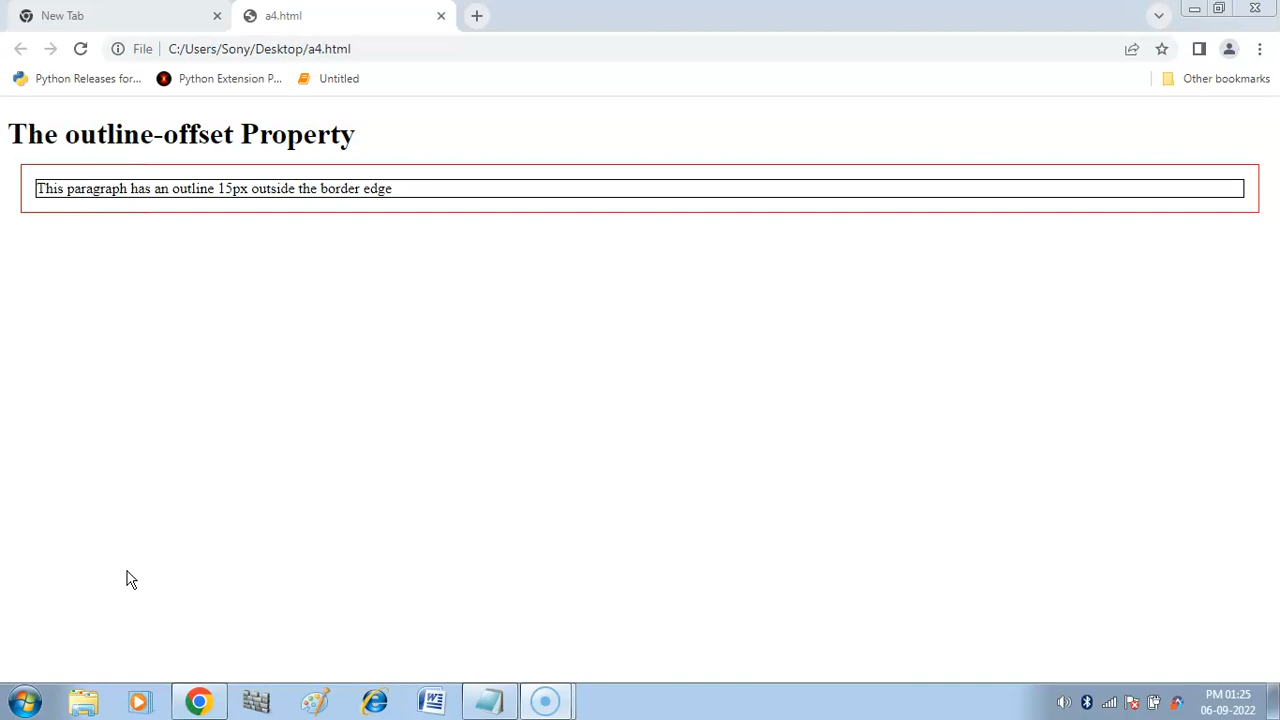 New Tab
a4.html
File
C:/Users/Sony/Desktop/a4.html
Python Releases for...
Python Extension P...
Untitled
Other bookmarks
The outline-offset Property
This paragraph has an outline 15px outside the border edge
PM 01:25
06-09-2022